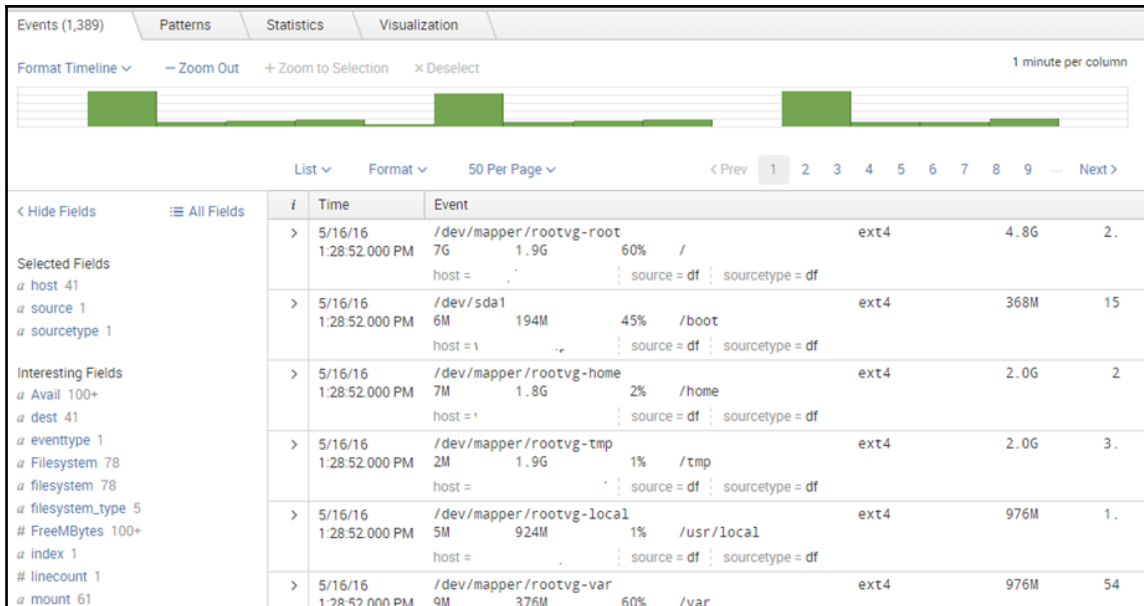 Events (1,389) Patterns Statistics Visualization
Format Timeline — Zoom Out + Zoom to Selection × Deselect 1 minute per column
List Format 50 Per Page < Prev 1 2 3 4 5 6 7 8 9 ... Next >
< Hide Fields All Fields
Selected Fields
a host 41
a source 1
a sourcetype 1
Interesting Fields
a Avail 100+
a dest 41
a eventtype 1
a Filesystem 78
a filesystem 78
a filesystem_type 5
# FreeMBytes 100+
a index 1
# linecount 1
a mount 61
i Time Event
> 5/16/16 /dev/mapper/rootvg-root ext4 4.8G 2.
1:28:52.000 PM 7G 1.9G 60% /
host = source = df sourcetype = df
> 5/16/16 /dev/sda1 ext4 368M 15
1:28:52.000 PM 6M 194M 45% /boot
host = source = df sourcetype = df
> 5/16/16 /dev/mapper/rootvg-home ext4 2.0G 2
1:28:52.000 PM 7M 1.8G 2% /home
host = source = df sourcetype = df
> 5/16/16 /dev/mapper/rootvg-tmp ext4 2.0G 3.
1:28:52.000 PM 2M 1.9G 1% /tmp
host = source = df sourcetype = df
> 5/16/16 /dev/mapper/rootvg-local ext4 976M 1.
1:28:52.000 PM 5M 924M 1% /usr/local
host = source = df sourcetype = df
> 5/16/16 /dev/mapper/rootvg-var ext4 976M 54
1:28:52.000 PM 9M 376M 60% /var